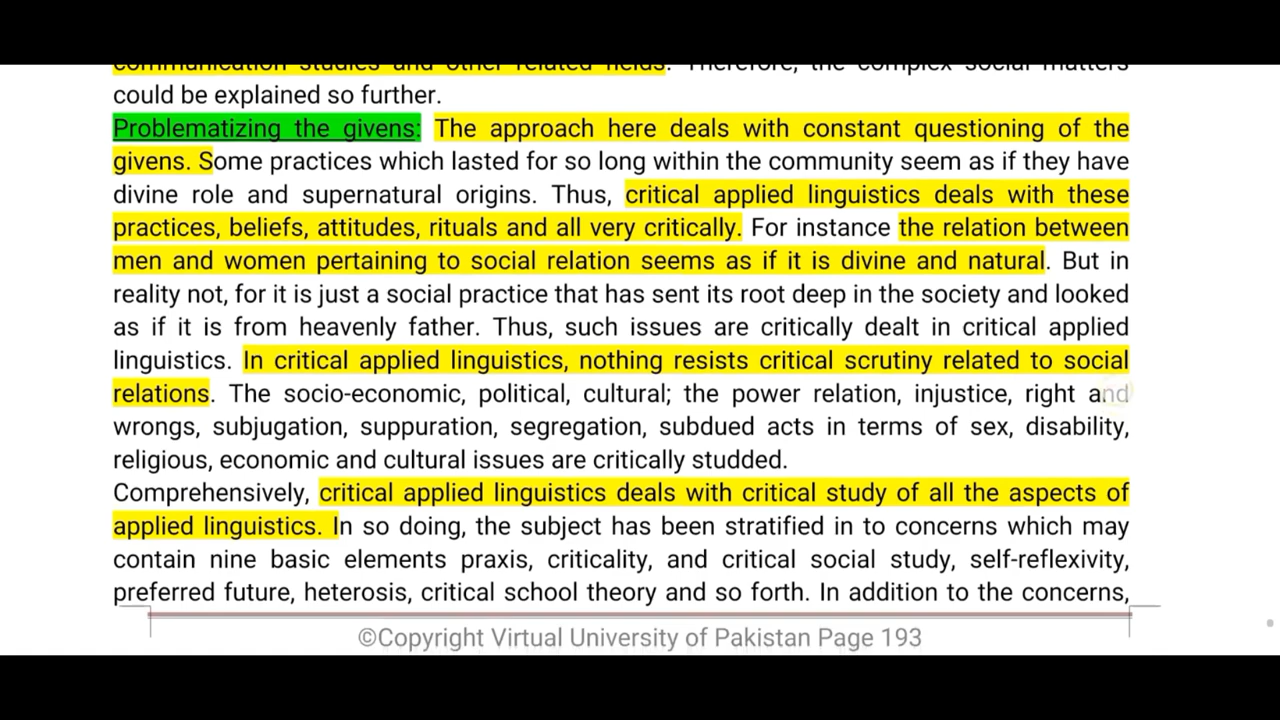 communication studies and other related fields. Therefore, the complex social matters
could be explained so further.
Problematizing the givens: The approach here deals with constant questioning of the
givens. Some practices which lasted for so long within the community seem as if they have
divine role and supernatural origins. Thus, critical applied linguistics deals with these
practices, beliefs, attitudes, rituals and all very critically. For instance the relation between
men and women pertaining to social relation seems as if it is divine and natural. But in
reality not, for it is just a social practice that has sent its root deep in the society and looked
as if it is from heavenly father. Thus, such issues are critically dealt in critical applied
linguistics. In critical applied linguistics, nothing resists critical scrutiny related to social
relations. The socio-economic, political, cultural; the power relation, injustice, right and
wrongs, subjugation, suppuration, segregation, subdued acts in terms of sex, disability,
religious, economic and cultural issues are critically studded.
Comprehensively, critical applied linguistics deals with critical study of all the aspects of
applied linguistics. In so doing, the subject has been stratified in to concerns which may
contain nine basic elements praxis, criticality, and critical social study, self-reflexivity,
preferred future, heterosis, critical school theory and so forth. In addition to the concerns,
©Copyright Virtual University of Pakistan Page 193